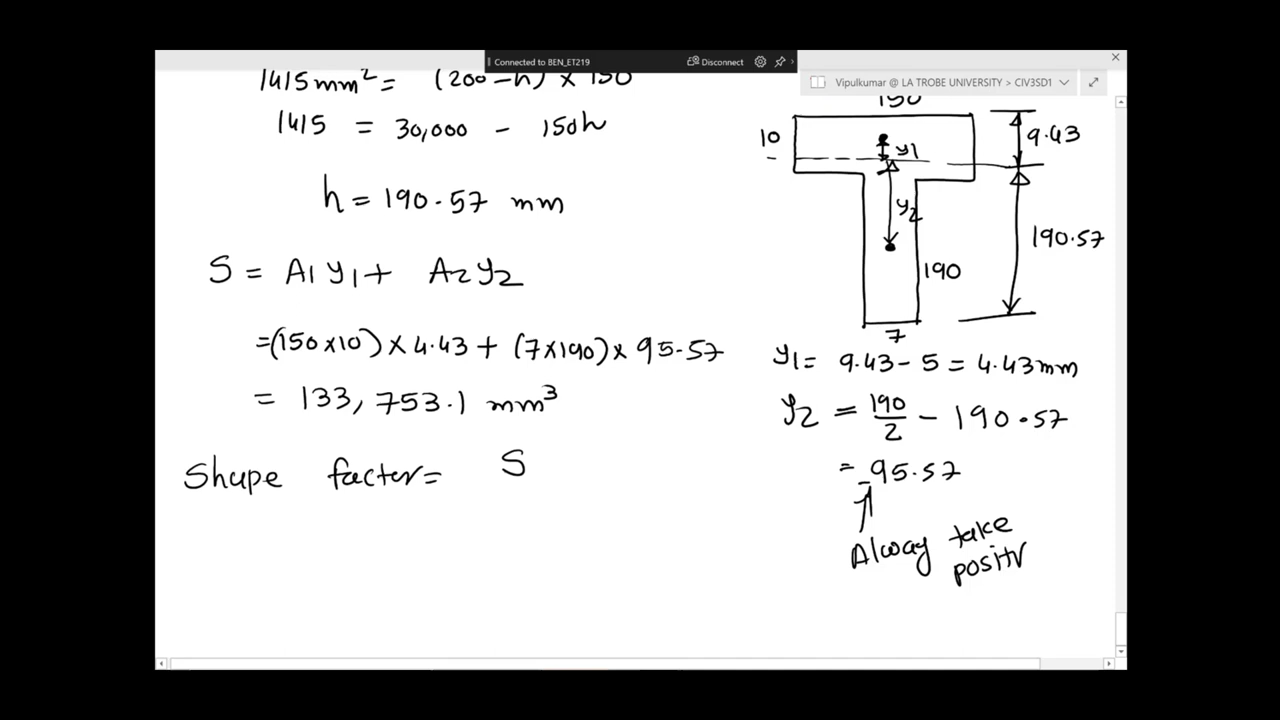 Connected to BEN_ET219
Disconnect
Vipulkumar @ LA TROBE UNIVERSITY > CIV3SD1
1415 mm² = (200 - h) × 150
1415 = 30,000 - 150h
h = 190.57 mm
S = A1 y1 + A2 y2
= (150 × 10) × 4.43 + (7 × 190) × 95.57
= 133,753.1 mm³
Shape factor = S
150
10
y1
9.43
y2
190.57
190
7
y1 = 9.43 - 5 = 4.43 mm
y2 = 190/2 - 190.57
= -95.57
Alway take
positv